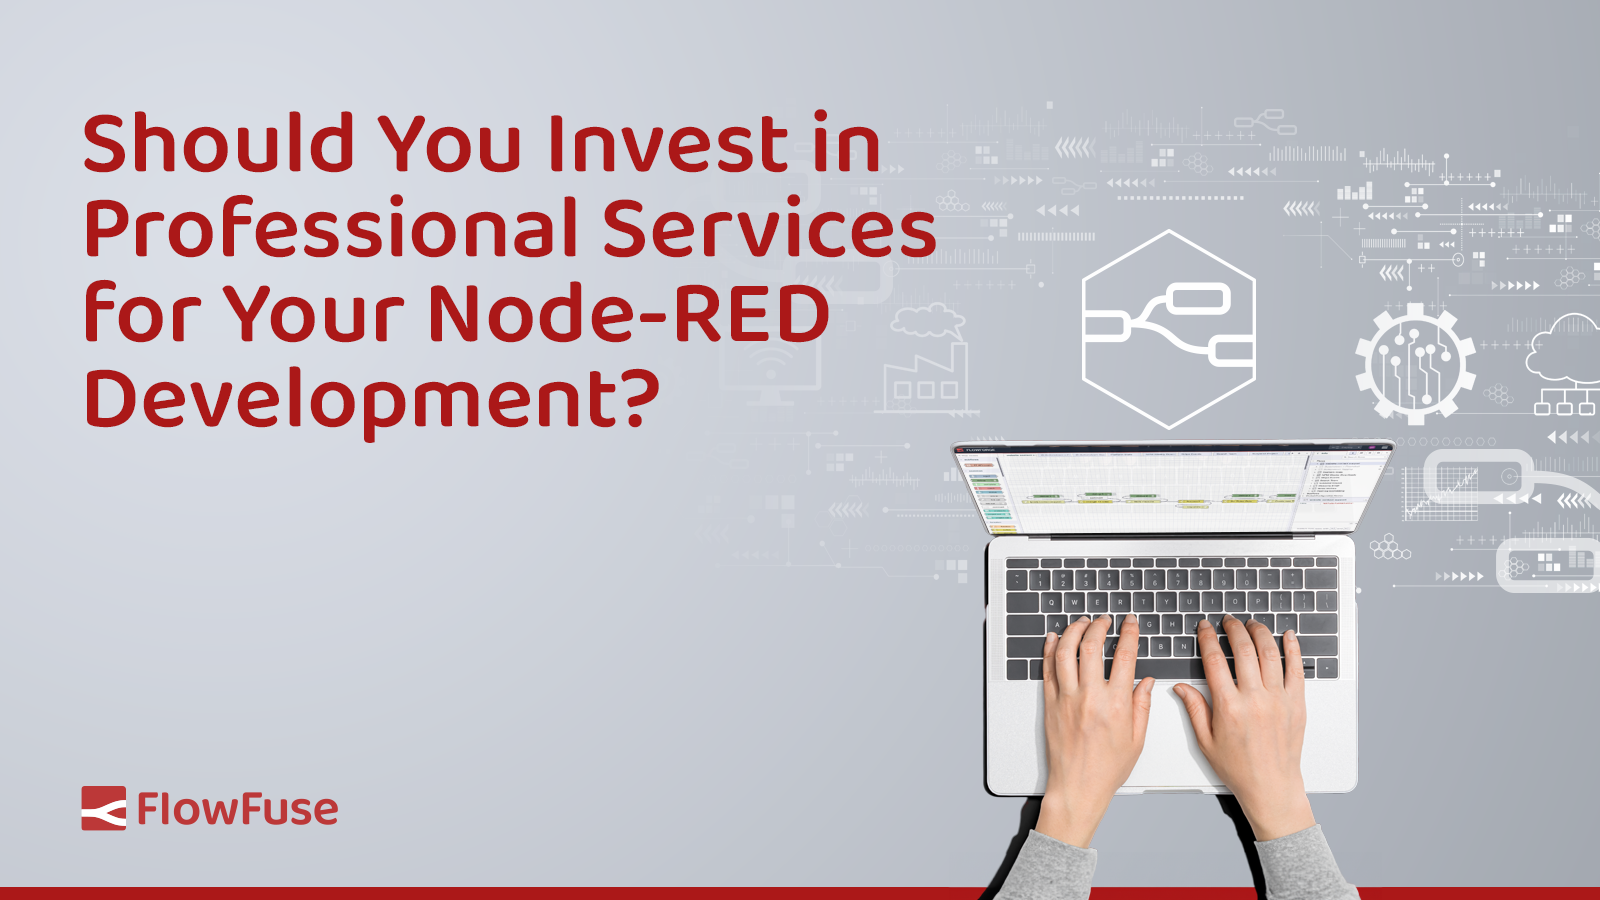 Should You Invest in
Professional Services
for Your Node-RED
Development?
FlowFuse